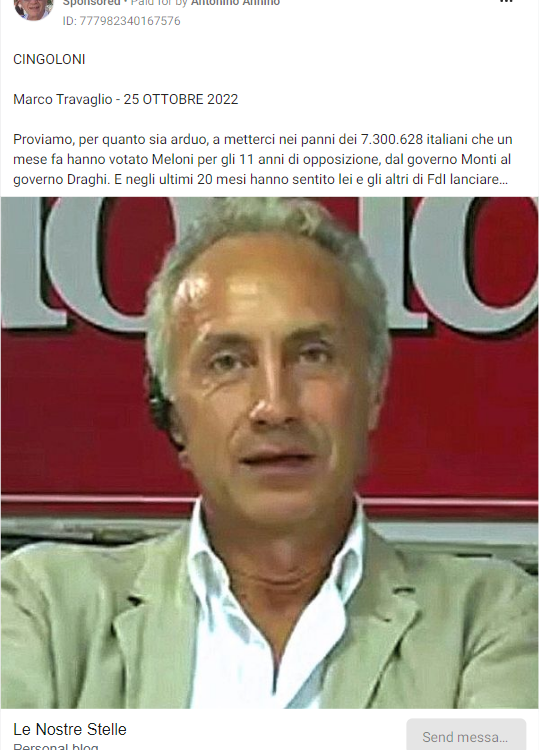 Sponsored • Paid for by Antonino Annino
ID: 777982340167576
CINGOLONI
Marco Travaglio - 25 OTTOBRE 2022
Proviamo, per quanto sia arduo, a metterci nei panni dei 7.300.628 italiani che un
mese fa hanno votato Meloni per gli 11 anni di opposizione, dal governo Monti al
governo Draghi. E negli ultimi 20 mesi hanno sentito lei e gli altri di FdI lanciare...
Le Nostre Stelle
Send messa...
Personal blog